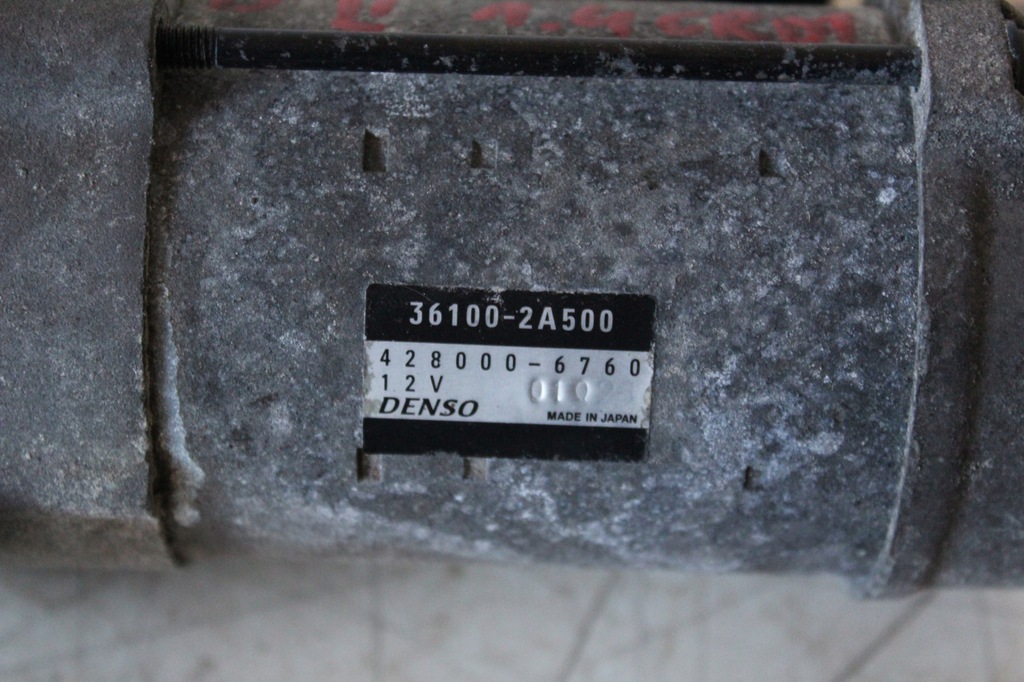 36100-2A500
428000-6760
12V
DENSO
MADE IN JAPAN